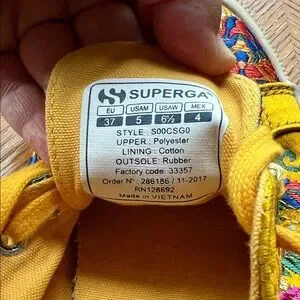 SUPERGA
EU USAM USAW MEX
37 5 6½ 4
STYLE : S00CSG0
UPPER : Polyester
LINING : Cotton
OUTSOLE: Rubber
Factory code: 33357
Order N° : 286186 / 11-2017
RN128692
Made in VIETNAM